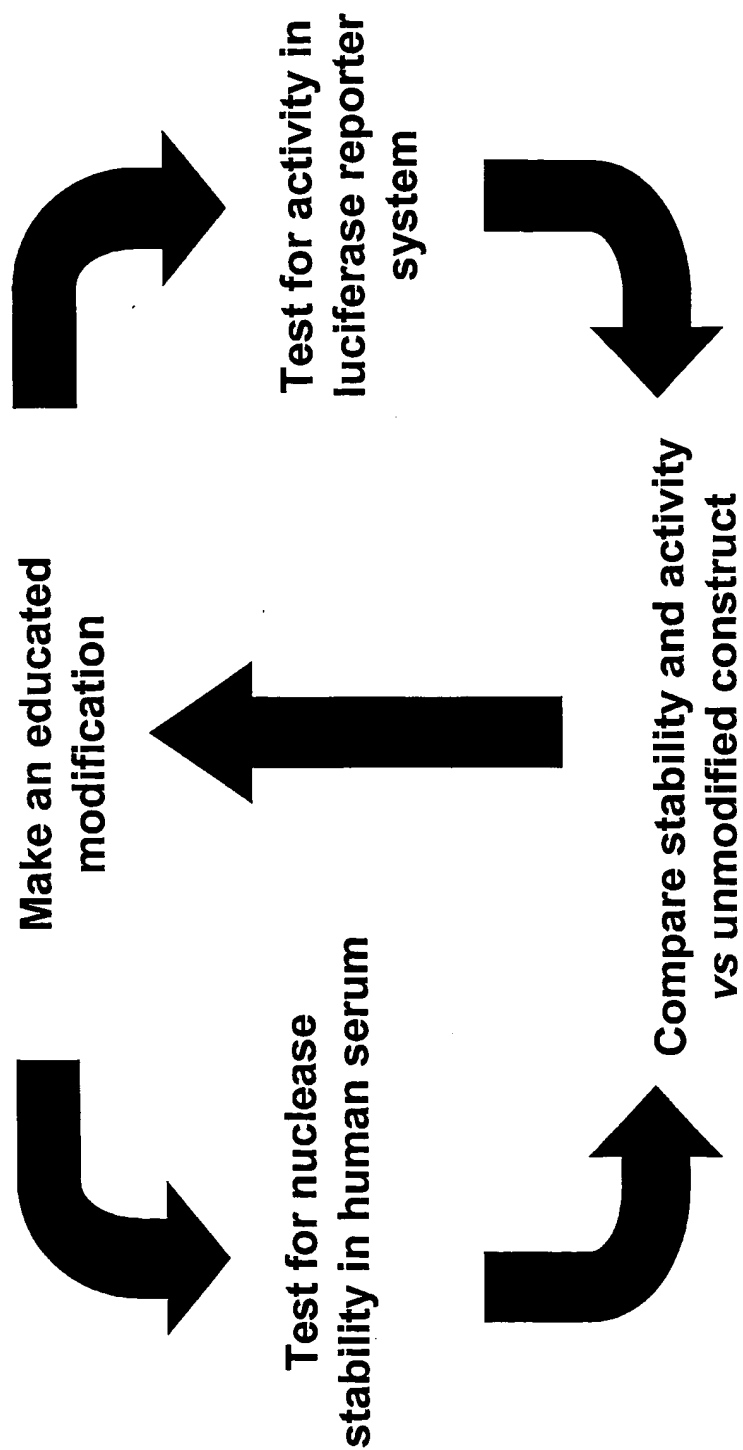 Make an educated
modification
Test for nuclease
stability in human serum
Test for activity in
luciferase reporter
system
Compare stability and activity
vs unmodified construct